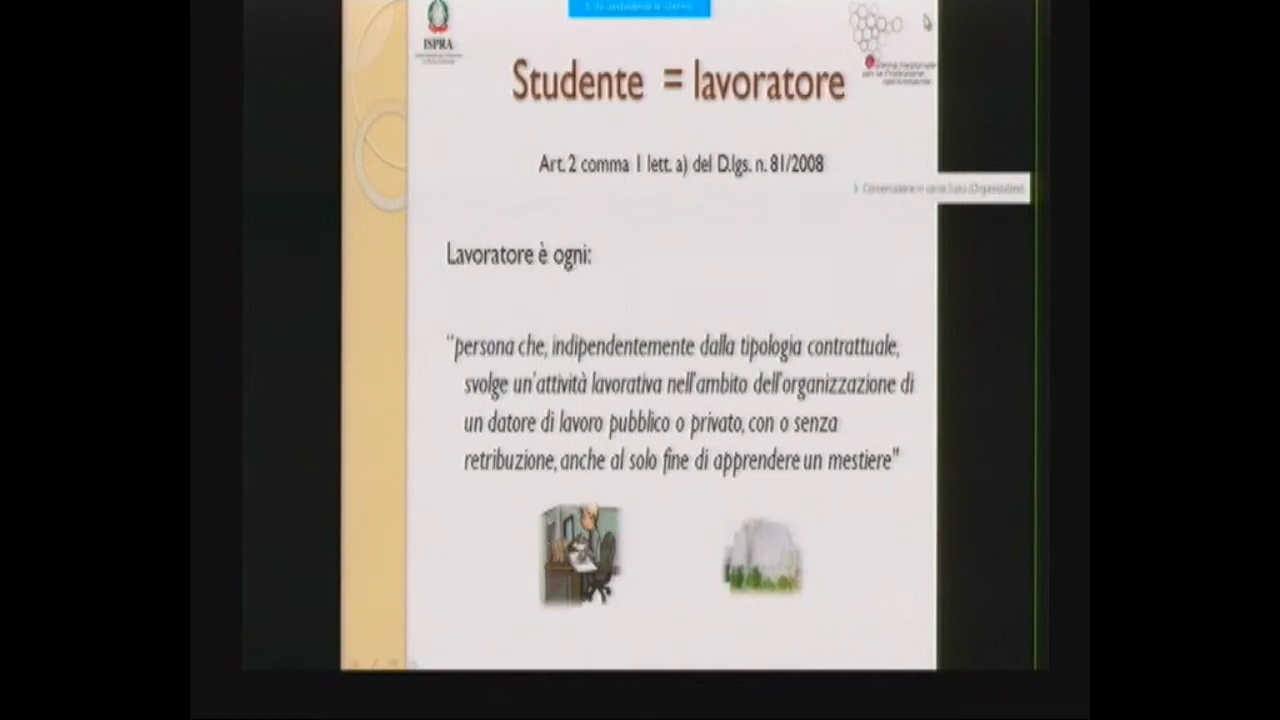 ISPRA
Studente = lavoratore
Art. 2 comma 1 lett. a) del D.lgs. n. 81/2008
Lavoratore è ogni:
“persona che, indipendentemente dalla tipologia contrattuale,
svolge un'attività lavorativa nell'ambito dell'organizzazione di
un datore di lavoro pubblico o privato, con o senza
retribuzione, anche al solo fine di apprendere un mestiere"